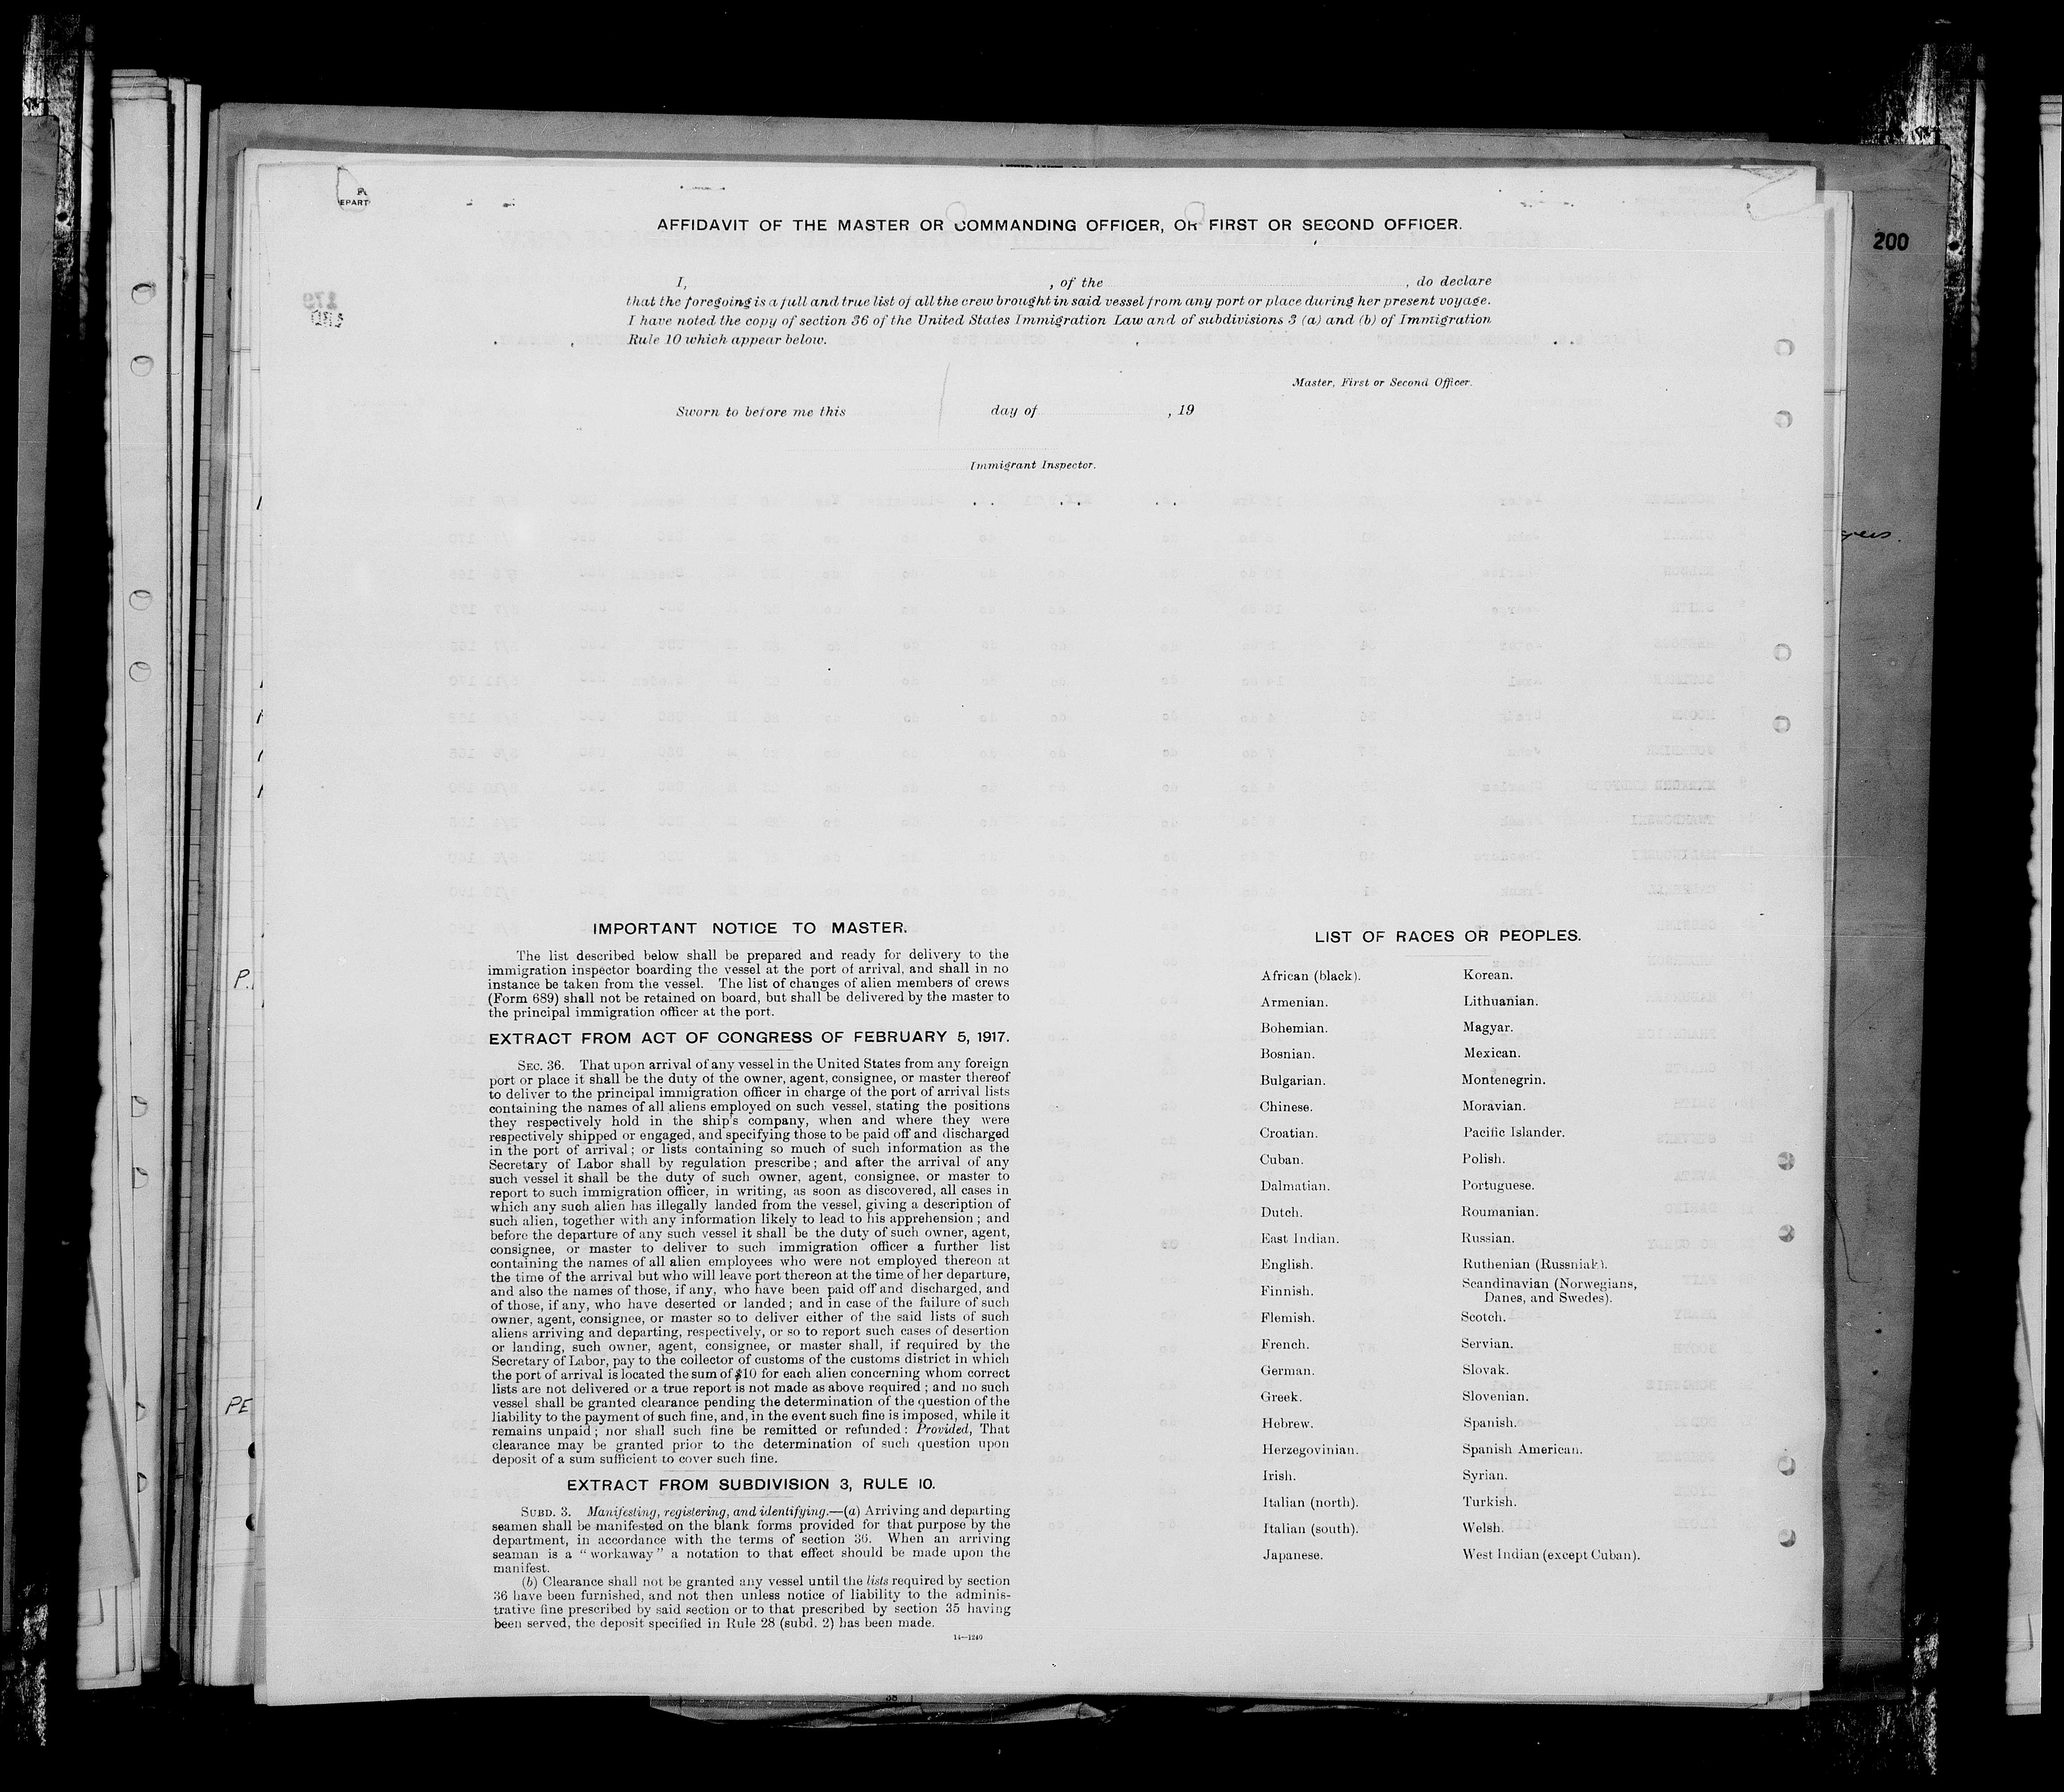 EPART
AFFIDAVIT OF THE MASTER OR COMMANDING OFFICER, OR FIRST OR SECOND OFFICER.
200
I, , of the , do declare
that the foregoing is a full and true list of all the crew brought in said vessel from any port or place during her present voyage.
I have noted the copy of section 36 of the United States Immigration Law and of subdivisions 3 (a) and (b) of Immigration
Rule 10 which appear below.
Master, First or Second Officer.
Sworn to before me this day of , 19
Immigrant Inspector.
IMPORTANT NOTICE TO MASTER.
The list described below shall be prepared and ready for delivery to the
immigration inspector boarding the vessel at the port of arrival, and shall in no
instance be taken from the vessel. The list of changes of alien members of crews
(Form 689) shall not be retained on board, but shall be delivered by the master to
the principal immigration officer at the port.
EXTRACT FROM ACT OF CONGRESS OF FEBRUARY 5, 1917.
SEC. 36. That upon arrival of any vessel in the United States from any foreign
port or place it shall be the duty of the owner, agent, consignee, or master thereof
to deliver to the principal immigration officer in charge of the port of arrival lists
containing the names of all aliens employed on such vessel, stating the positions
they respectively hold in the ship's company, when and where they were
respectively shipped or engaged, and specifying those to be paid off and discharged
in the port of arrival; or lists containing so much of such information as the
Secretary of Labor shall by regulation prescribe; and after the arrival of any
such vessel it shall be the duty of such owner, agent, consignee, or master to
report to such immigration officer, in writing, as soon as discovered, all cases in
which any such alien has illegally landed from the vessel, giving a description of
such alien, together with any information likely to lead to his apprehension; and
before the departure of any such vessel it shall be the duty of such owner, agent,
consignee, or master to deliver to such immigration officer a further list
containing the names of all alien employees who were not employed thereon at
the time of the arrival but who will leave port thereon at the time of her departure,
and also the names of those, if any, who have been paid off and discharged, and
of those, if any, who have deserted or landed; and in case of the failure of such
owner, agent, consignee, or master so to deliver either of the said lists of such
aliens arriving and departing, respectively, or so to report such cases of desertion
or landing, such owner, agent, consignee, or master shall, if required by the
Secretary of Labor, pay to the collector of customs of the customs district in which
the port of arrival is located the sum of $10 for each alien concerning whom correct
lists are not delivered or a true report is not made as above required; and no such
vessel shall be granted clearance pending the determination of the question of the
liability to the payment of such fine, and, in the event such fine is imposed, while it
remains unpaid; nor shall such fine be remitted or refunded: Provided, That
clearance may be granted prior to the determination of such question upon
deposit of a sum sufficient to cover such fine.
EXTRACT FROM SUBDIVISION 3, RULE 10.
SUBD. 3. Manifesting, registering, and identifying.—(a) Arriving and departing
seamen shall be manifested on the blank forms provided for that purpose by the
department, in accordance with the terms of section 36. When an arriving
seaman is a "workaway" a notation to that effect should be made upon the
manifest.
(b) Clearance shall not be granted any vessel until the lists required by section
36 have been furnished, and not then unless notice of liability to the adminis-
trative fine prescribed by said section or to that prescribed by section 35 having
been served, the deposit specified in Rule 28 (subd. 2) has been made.
14—1240
LIST OF RACES OR PEOPLES.
African (black).
Armenian.
Bohemian.
Bosnian.
Bulgarian.
Chinese.
Croatian.
Cuban.
Dalmatian.
Dutch.
East Indian.
English.
Finnish.
Flemish.
French.
German.
Greek.
Hebrew.
Herzegovinian.
Irish.
Italian (north).
Italian (south).
Japanese.
Korean.
Lithuanian.
Magyar.
Mexican.
Montenegrin.
Moravian.
Pacific Islander.
Polish.
Portuguese.
Roumanian.
Russian.
Ruthenian (Russniak).
Scandinavian (Norwegians,
Danes, and Swedes).
Scotch.
Servian.
Slovak.
Slovenian.
Spanish.
Spanish American.
Syrian.
Turkish.
Welsh.
West Indian (except Cuban).
P.
PE